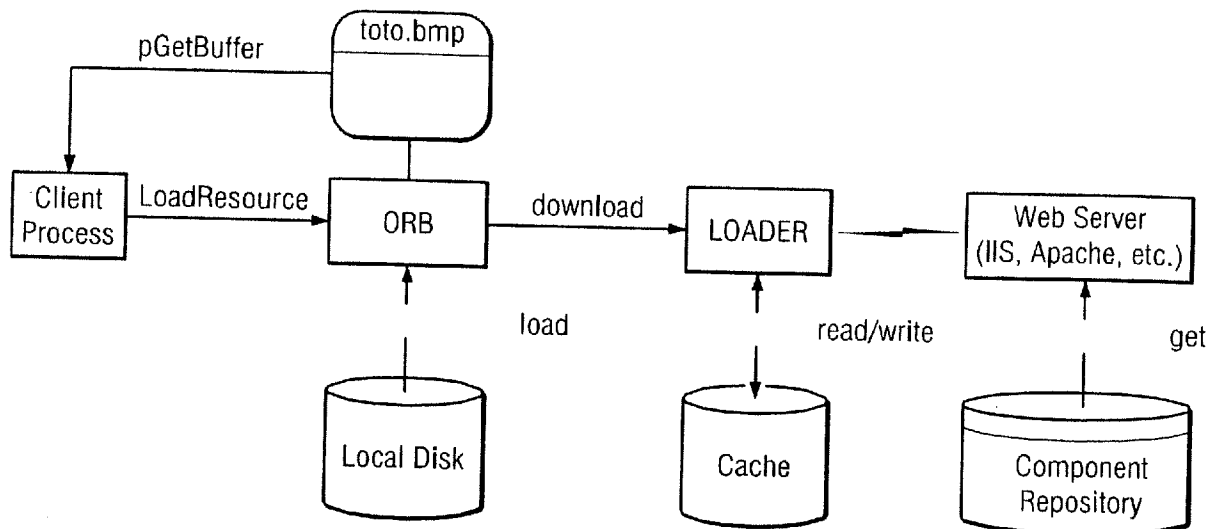 toto.bmp
pGetBuffer
Client
Process
LoadResource
ORB
download
LOADER
Web Server
(IIS, Apache, etc.)
load
read/write
get
Local Disk
Cache
Component
Repository